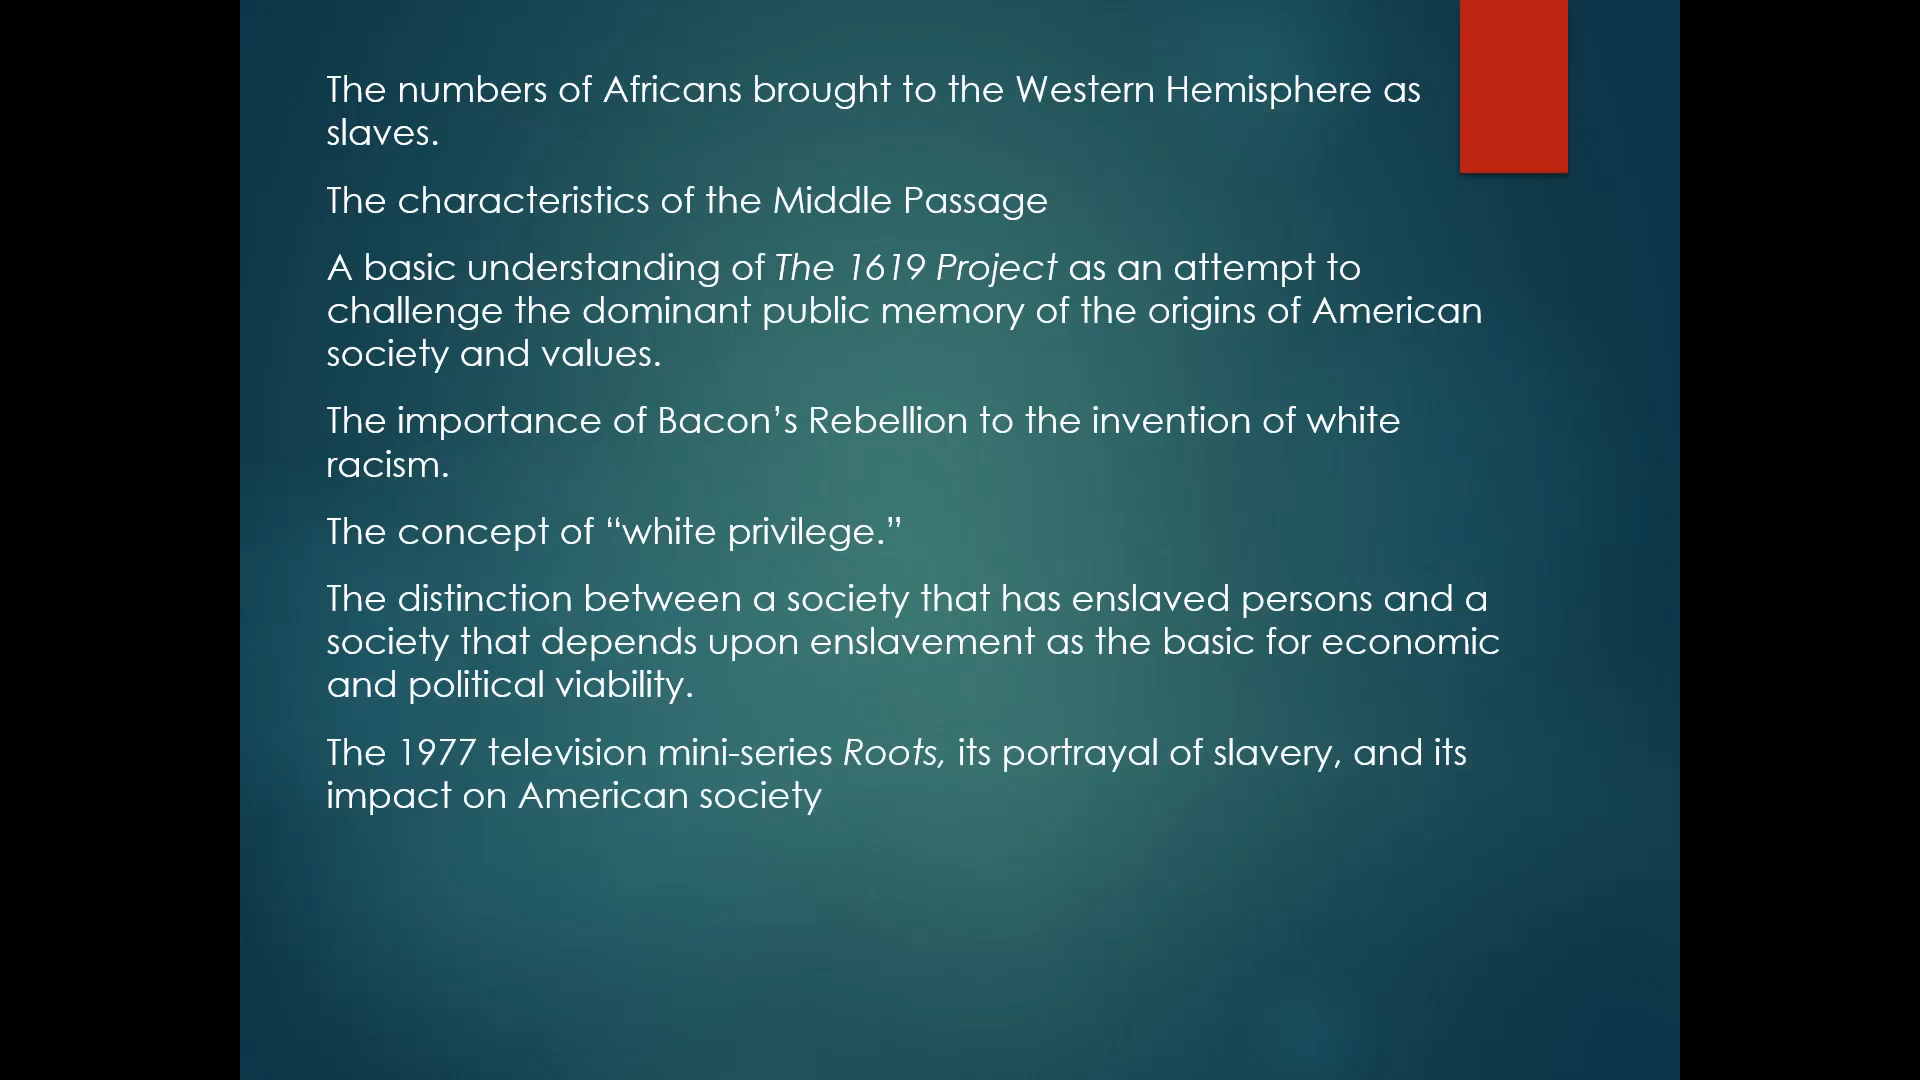 The numbers of Africans brought to the Western Hemisphere as
slaves.
The characteristics of the Middle Passage
A basic understanding of The 1619 Project as an attempt to
challenge the dominant public memory of the origins of American
society and values.
The importance of Bacon’s Rebellion to the invention of white
racism.
The concept of “white privilege.”
The distinction between a society that has enslaved persons and a
society that depends upon enslavement as the basic for economic
and political viability.
The 1977 television mini-series Roots, its portrayal of slavery, and its
impact on American society